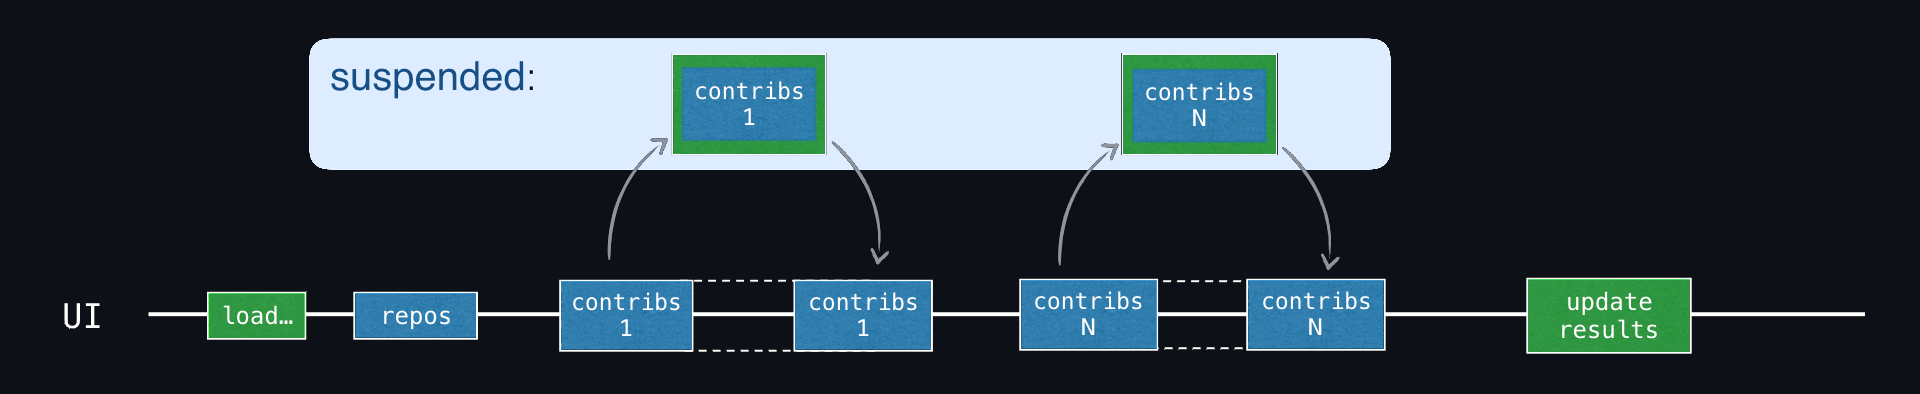 suspended:
contribs
1
contribs
N
UI
load…
repos
contribs
1
contribs
1
contribs
N
contribs
N
update
results